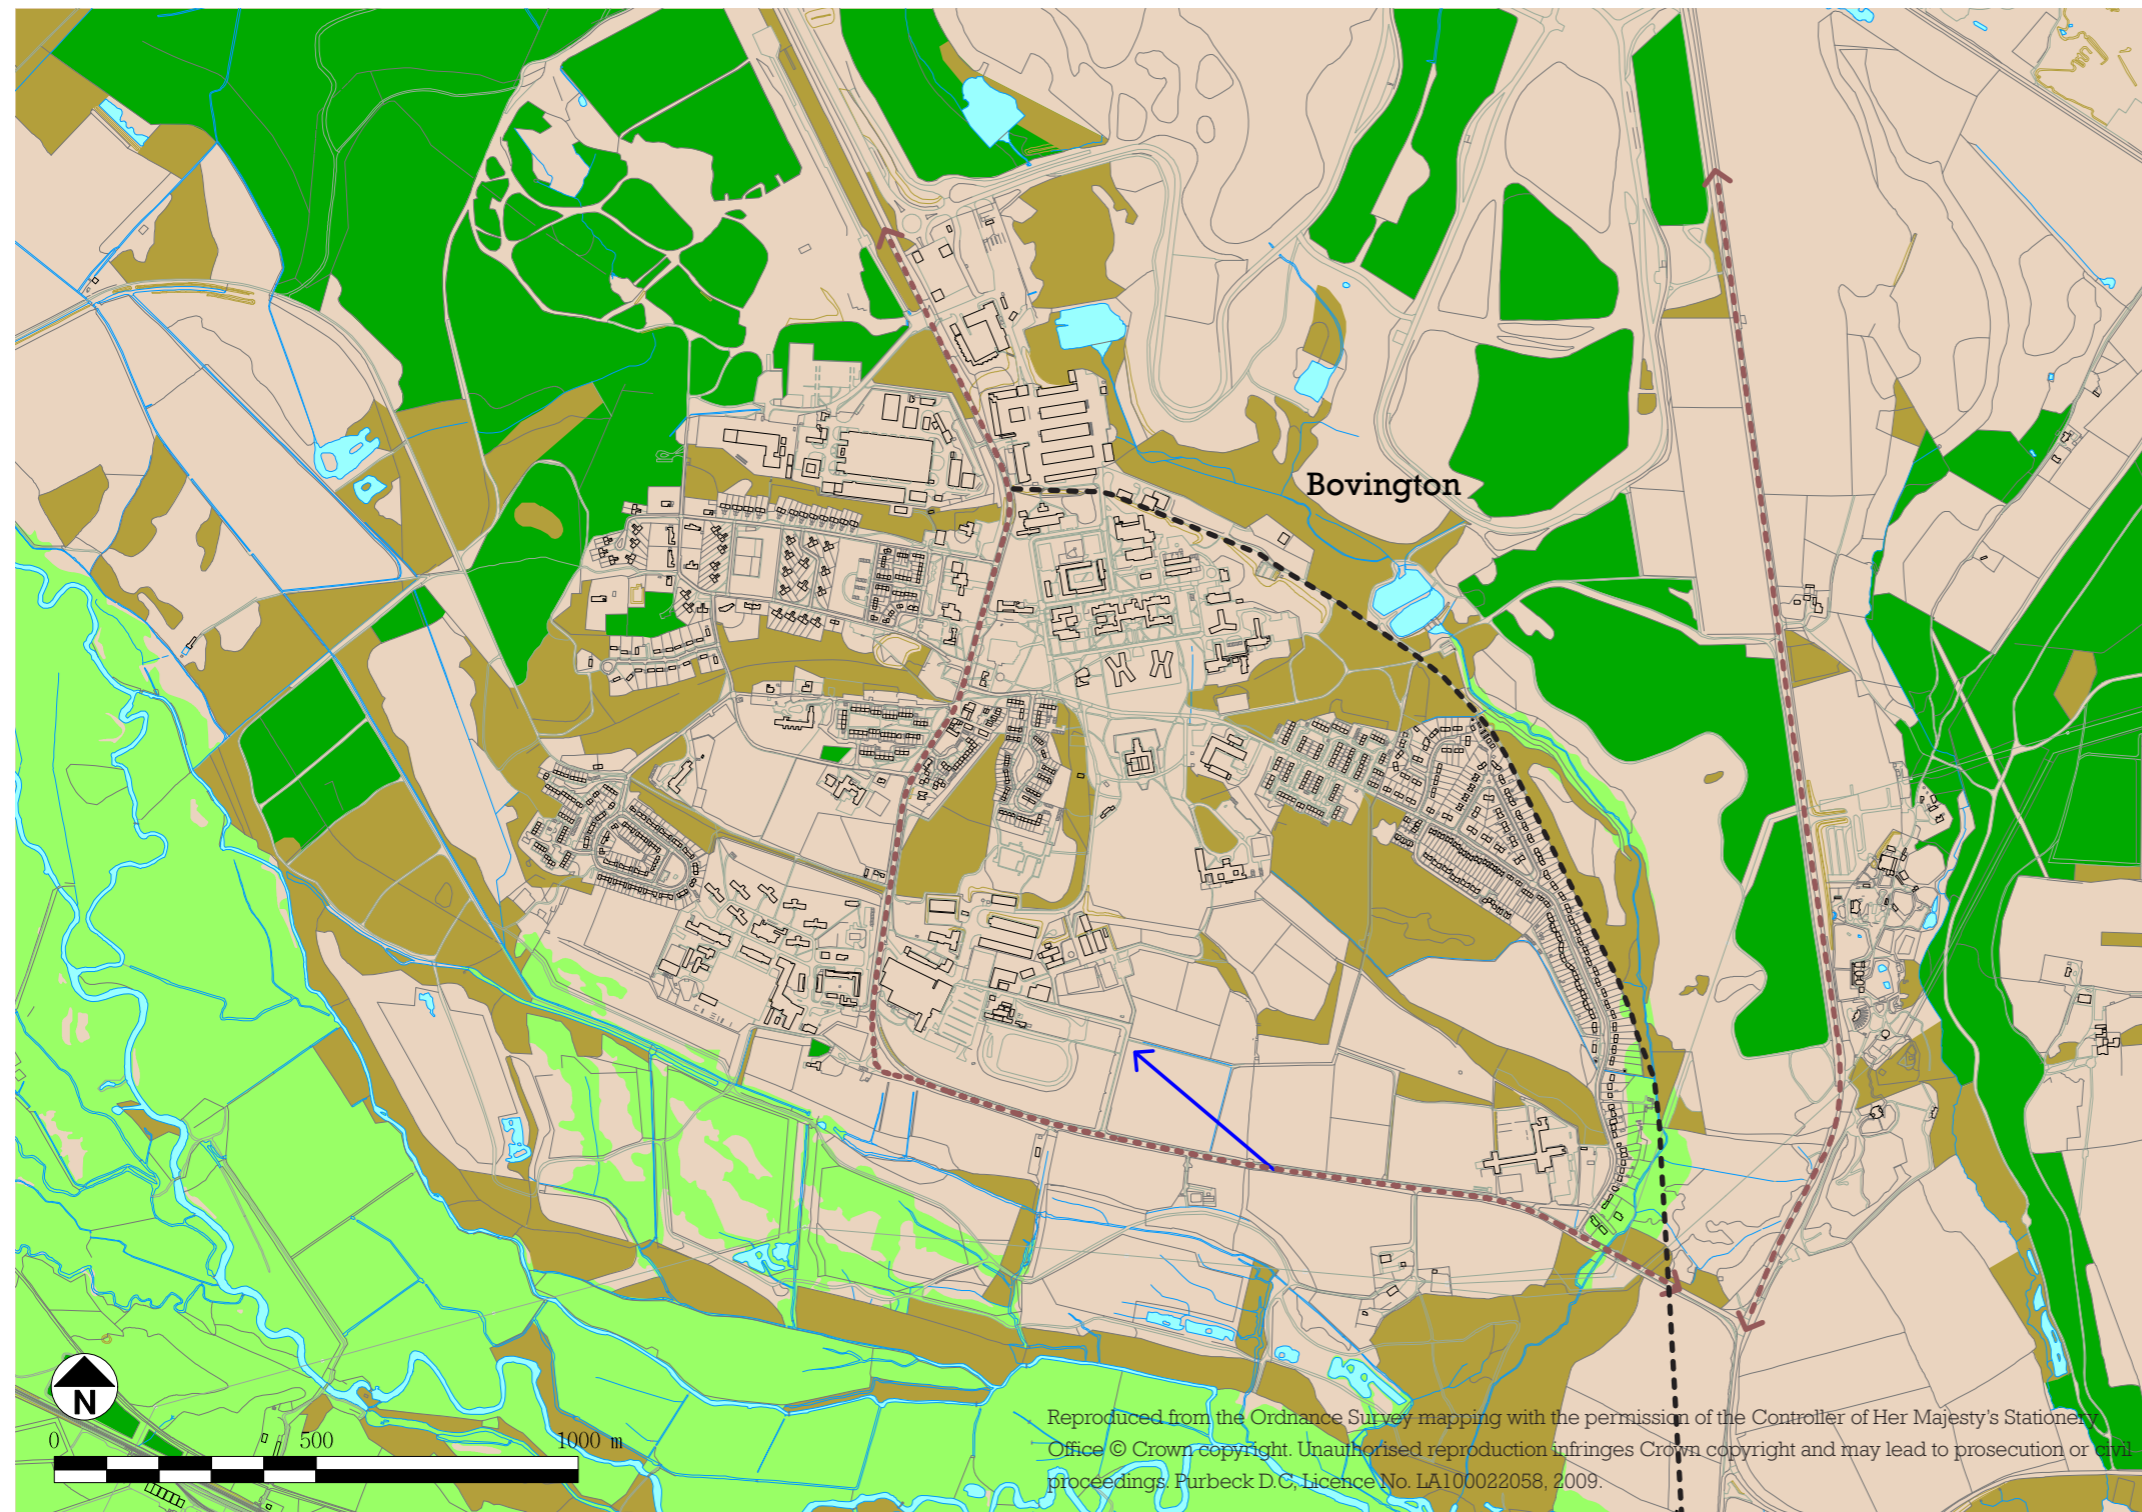 Bovington
N
0 500 1000 m
Reproduced from the Ordnance Survey mapping with the permission of the Controller of Her Majesty's Stationery
Office © Crown copyright. Unauthorised reproduction infringes Crown copyright and may lead to prosecution or civil
proceedings. Purbeck D.C, Licence No. LA100022058, 2009.